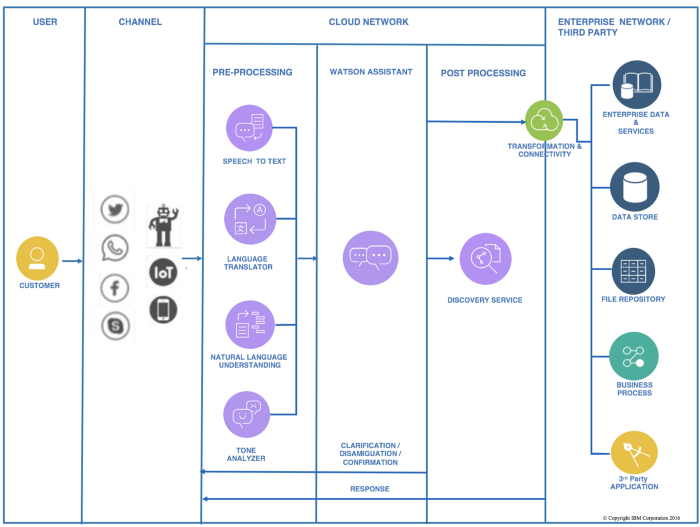 USER
CHANNEL
CLOUD NETWORK
ENTERPRISE NETWORK /
THIRD PARTY
PRE-PROCESSING
WATSON ASSISTANT
POST PROCESSING
SPEECH TO TEXT
A
文
LANGUAGE
TRANSLATOR
NATURAL LANGUAGE
UNDERSTANDING
TONE
ANALYZER
IoT
CUSTOMER
DISCOVERY SERVICE
TRANSFORMATION &
CONNECTIVITY
ENTERPRISE DATA
&
SERVICES
DATA STORE
FILE REPOSITORY
BUSINESS
PROCESS
3rd Party
APPLICATION
CLARIFICATION /
DISAMIGUATION /
CONFIRMATION
RESPONSE
© Copyright IBM Corporation 2016